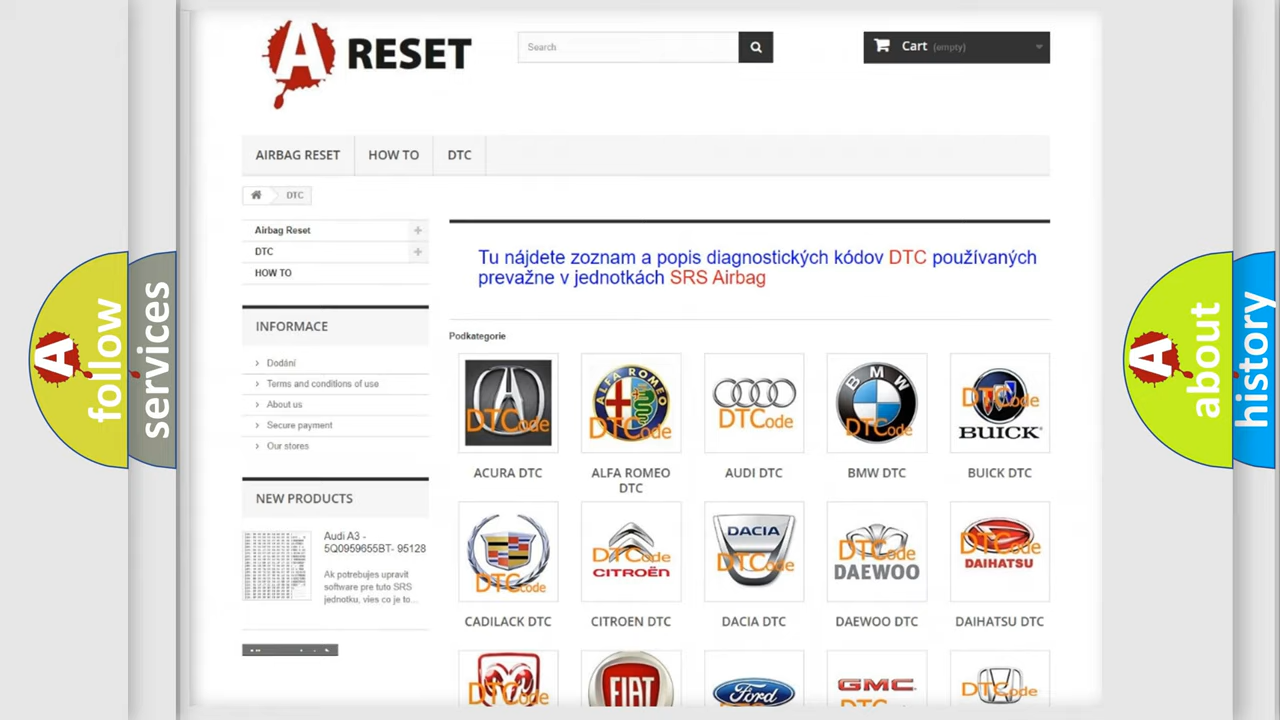 A RESET
Search
Cart (empty)
AIRBAG RESET
HOW TO
DTC
DTC
Airbag Reset
DTC
HOW TO
Tu nájdete zoznam a popis diagnostických kódov DTC používaných
prevažne v jednotkách SRS Airbag
INFORMACE
Dodání
Terms and conditions of use
About us
Secure payment
Our stores
Podkategorie
DTCode
ALFA ROMEO
DTCode
DTCode
BMW
DTCode
DTCode
BUICK
ACURA DTC
ALFA ROMEO
DTC
AUDI DTC
BMW DTC
BUICK DTC
NEW PRODUCTS
Audi A3 -
5Q0959655BT- 95128
Ak potrebujes upravit
software pre tuto SRS
jednotku, vies co je to...
DTCode
DTCode
CITROËN
DACIA
DTCode
DTCode
DAEWOO
DTCode
DAIHATSU
CADILACK DTC
CITROEN DTC
DACIA DTC
DAEWOO DTC
DAIHATSU DTC
DTCode
FIAT
Ford
GMC
DTCode
A follow
services
A about
history